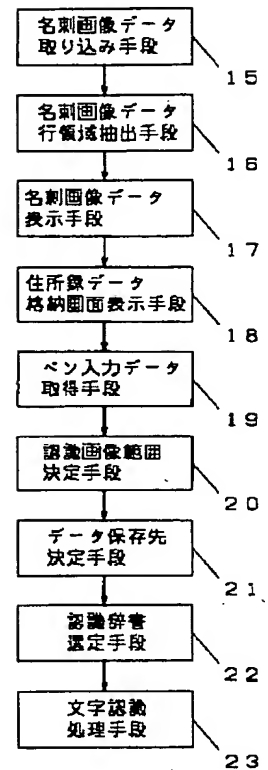 名刺画像データ
取り込み手段
15
名刺画像データ
行領域抽出手段
16
名刺画像データ
表示手段
17
住所録データ
格納画面表示手段
18
ペン入力データ
取得手段
19
認識画像範囲
決定手段
20
データ保存先
決定手段
21
認識辞書
選定手段
22
文字認識
処理手段
23